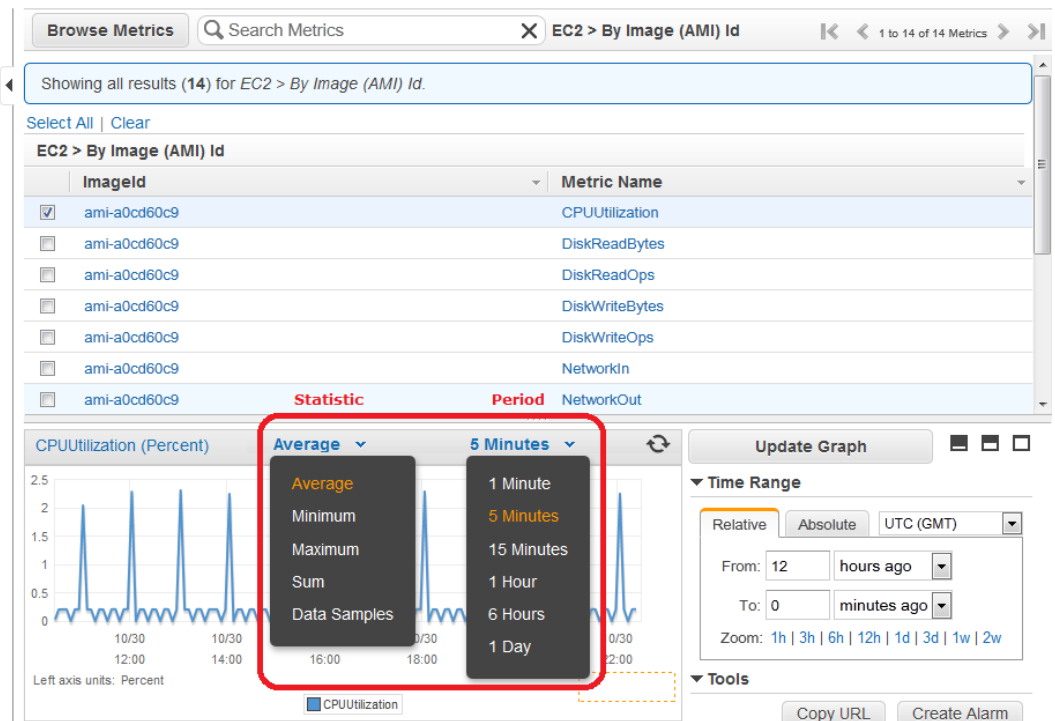 Browse Metrics Search Metrics X EC2 > By Image (AMI) Id 1 to 14 of 14 Metrics
Showing all results (14) for EC2 > By Image (AMI) Id.
Select All | Clear
EC2 > By Image (AMI) Id
ImageId Metric Name
ami-a0cd60c9 CPUUtilization
ami-a0cd60c9 DiskReadBytes
ami-a0cd60c9 DiskReadOps
ami-a0cd60c9 DiskWriteBytes
ami-a0cd60c9 DiskWriteOps
ami-a0cd60c9 NetworkIn
ami-a0cd60c9 Statistic Period NetworkOut
CPUUtilization (Percent) Average 5 Minutes
2.5
2
1.5
1
0.5
0
10/30 10/30 0/30 0/30
12:00 14:00 16:00 18:00 22:00
Left axis units: Percent
CPUUtilization
Average
Minimum
Maximum
Sum
Data Samples
1 Minute
5 Minutes
15 Minutes
1 Hour
6 Hours
1 Day
Update Graph
Time Range
Relative Absolute UTC (GMT)
From: 12 hours ago
To: 0 minutes ago
Zoom: 1h | 3h | 6h | 12h | 1d | 3d | 1w | 2w
Tools
Copy URL Create Alarm